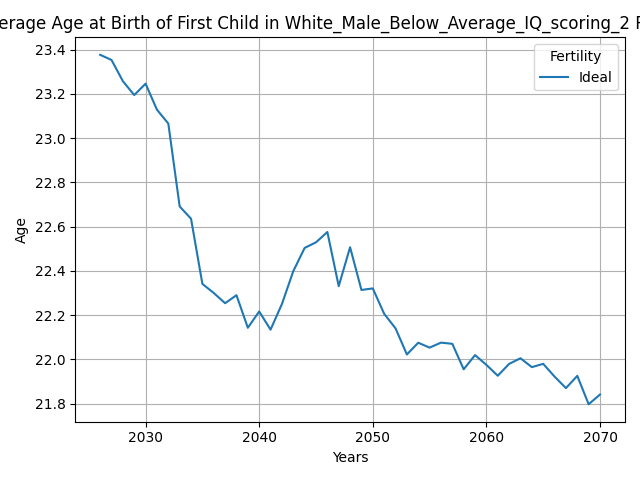 erage Age at Birth of First Child in White_Male_Below_Average_IQ_scoring_2
Fertility
Ideal
23.4
23.2
23.0
22.8
22.6
22.4
22.2
22.0
21.8
Age
2030 2040 2050 2060 2070
Years